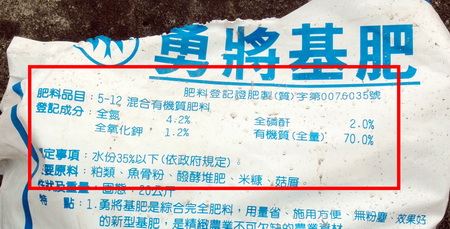 勇將基肥
肥料品目：5-12 混合有機質肥料 肥料登記證肥製(質)字第0076035號
登記成分：全氮 4.2% 全磷酐 2.0%
全氧化鉀 1.2% 有機質(全量) 70.0%
定事項：水份35%以下(依政府規定)
要原料：粕類、魚骨粉、醱酵堆肥、米糠、菇屑
狀及重量：固態：20公斤
特 點：1.勇將基肥是綜合完全肥料，用量省、施用方便、無粉塵，效果好
的新型基肥，是精緻農業不可欠缺的農業資材